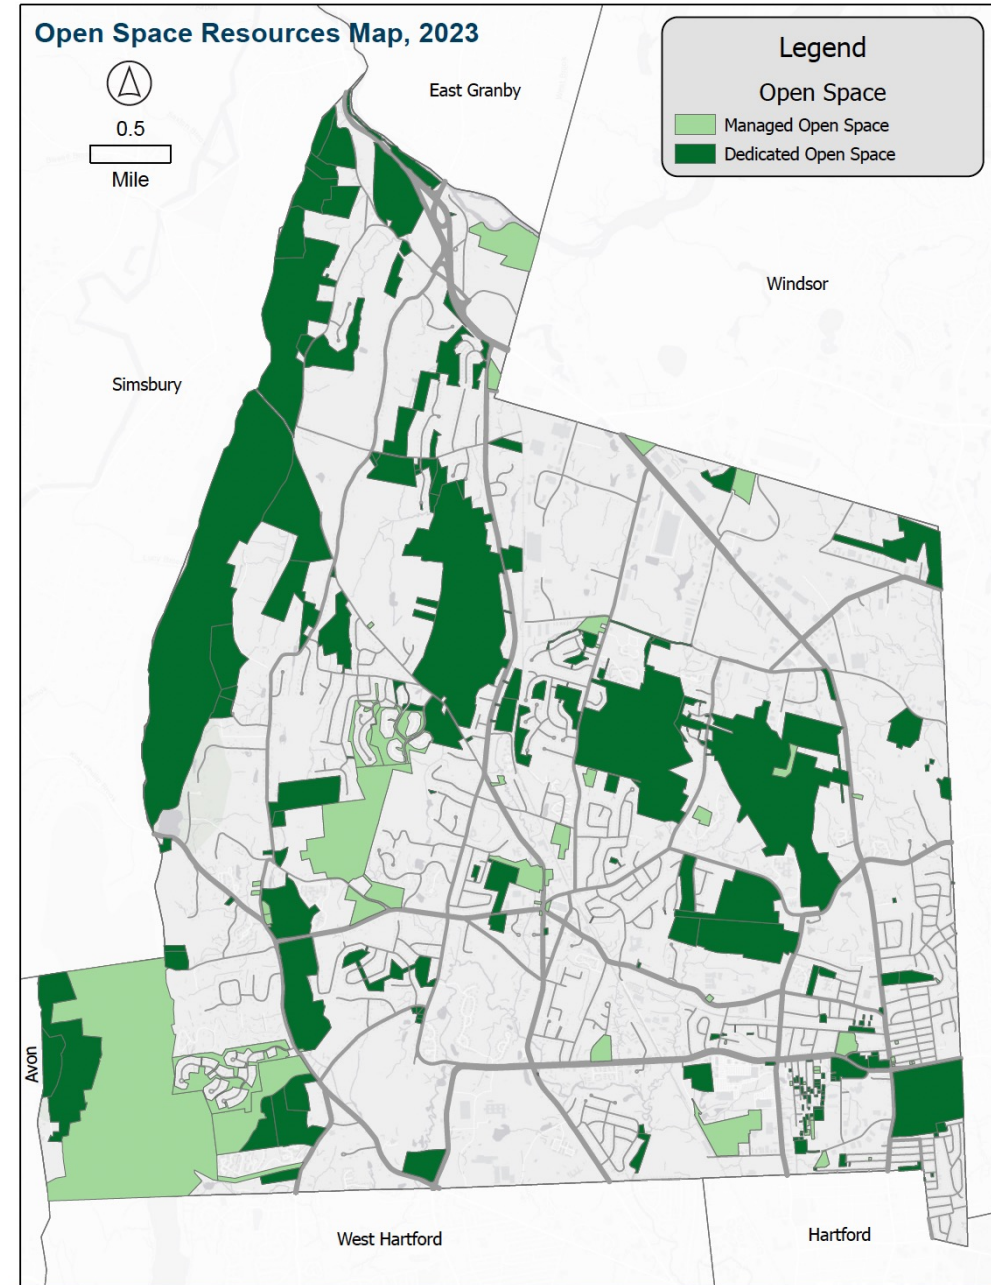 Open Space Resources Map, 2023
0.5
Mile
Legend
Open Space
Managed Open Space
Dedicated Open Space
East Granby
Windsor
Simsbury
Avon
West Hartford
Hartford